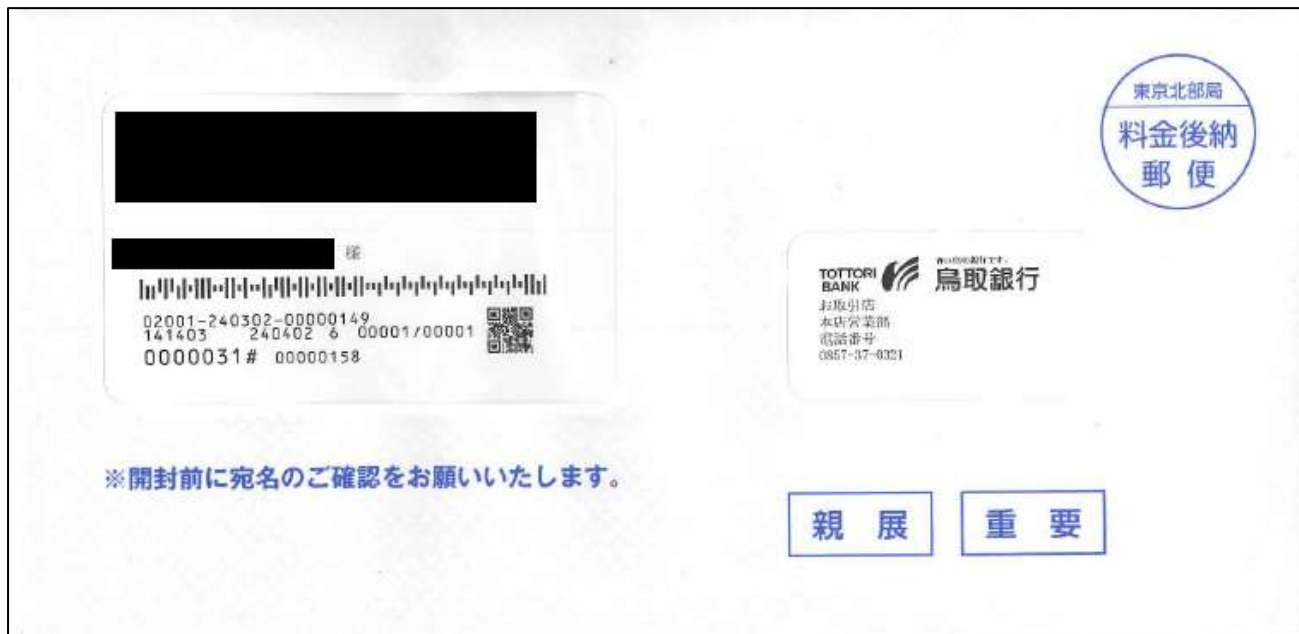 様
02001-240302-00000149
141403 240402 6 00001/00001
0000031# 00000158
※開封前に宛名のご確認をお願いいたします。
東京北部局
料金後納
郵便
TOTTORI
BANK
鳥取銀行
お取引店
本店営業部
電話番号
0857-37-0321
親展
重要